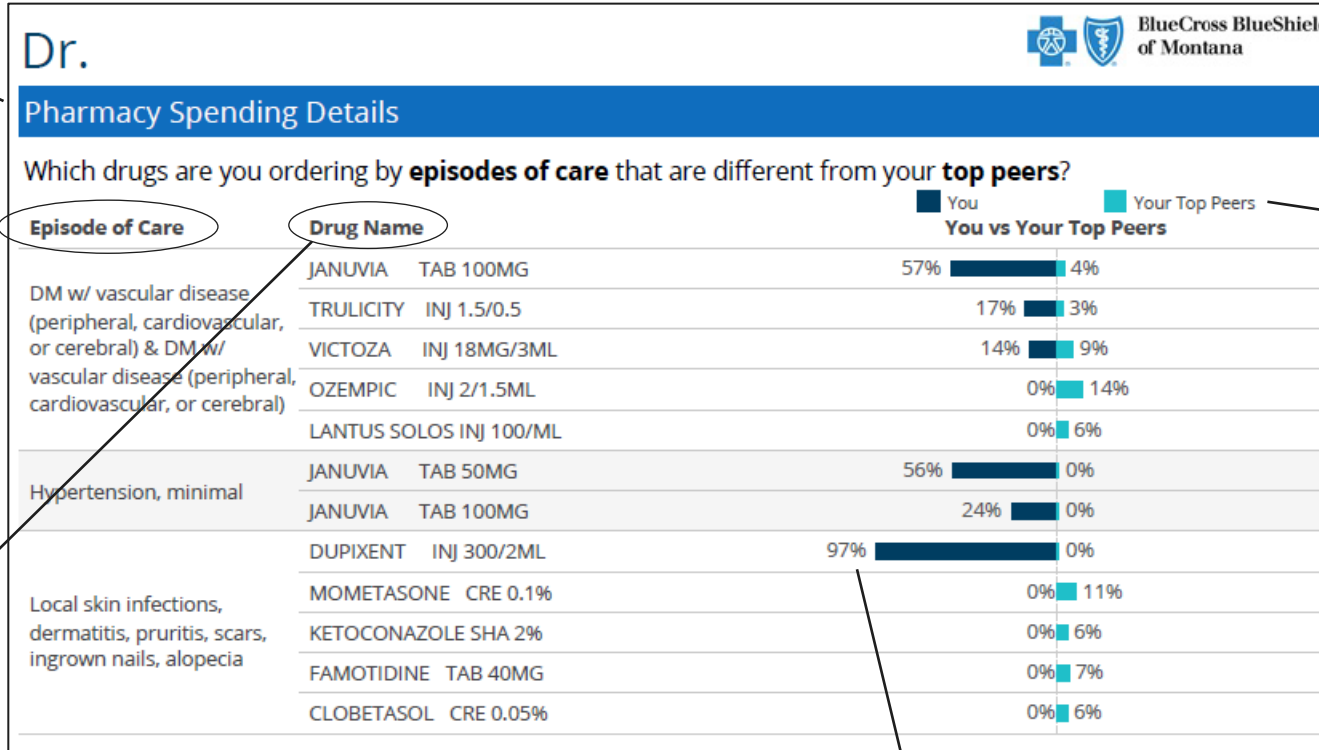 Dr.
BlueCross BlueShield
of Montana
Pharmacy Spending Details
Which drugs are you ordering by episodes of care that are different from your top peers?
You Your Top Peers
Episode of Care Drug Name You vs Your Top Peers
DM w/ vascular disease
(peripheral, cardiovascular,
or cerebral) & DM w/
vascular disease (peripheral,
cardiovascular, or cerebral)
JANUVIA TAB 100MG 57% 4%
TRULICITY INJ 1.5/0.5 17% 3%
VICTOZA INJ 18MG/3ML 14% 9%
OZEMPIC INJ 2/1.5ML 0% 14%
LANTUS SOLOS INJ 100/ML 0% 6%
Hypertension, minimal
JANUVIA TAB 50MG 56% 0%
JANUVIA TAB 100MG 24% 0%
Local skin infections,
dermatitis, pruritis, scars,
ingrown nails, alopecia
DUPIXENT INJ 300/2ML 97% 0%
MOMETASONE CRE 0.1% 0% 11%
KETOCONAZOLE SHA 2% 0% 6%
FAMOTIDINE TAB 40MG 0% 7%
CLOBETASOL CRE 0.05% 0% 6%